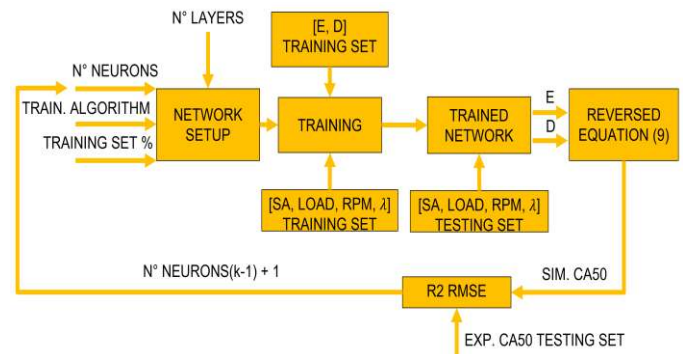 N° LAYERS
[E, D]
TRAINING SET
N° NEURONS
TRAIN. ALGORITHM
TRAINING SET %
NETWORK
SETUP
TRAINING
TRAINED
NETWORK
E
D
REVERSED
EQUATION (9)
[SA, LOAD, RPM, λ]
TRAINING SET
[SA, LOAD, RPM, λ]
TESTING SET
N° NEURONS(k-1) + 1
R2 RMSE
SIM. CA50
EXP. CA50 TESTING SET